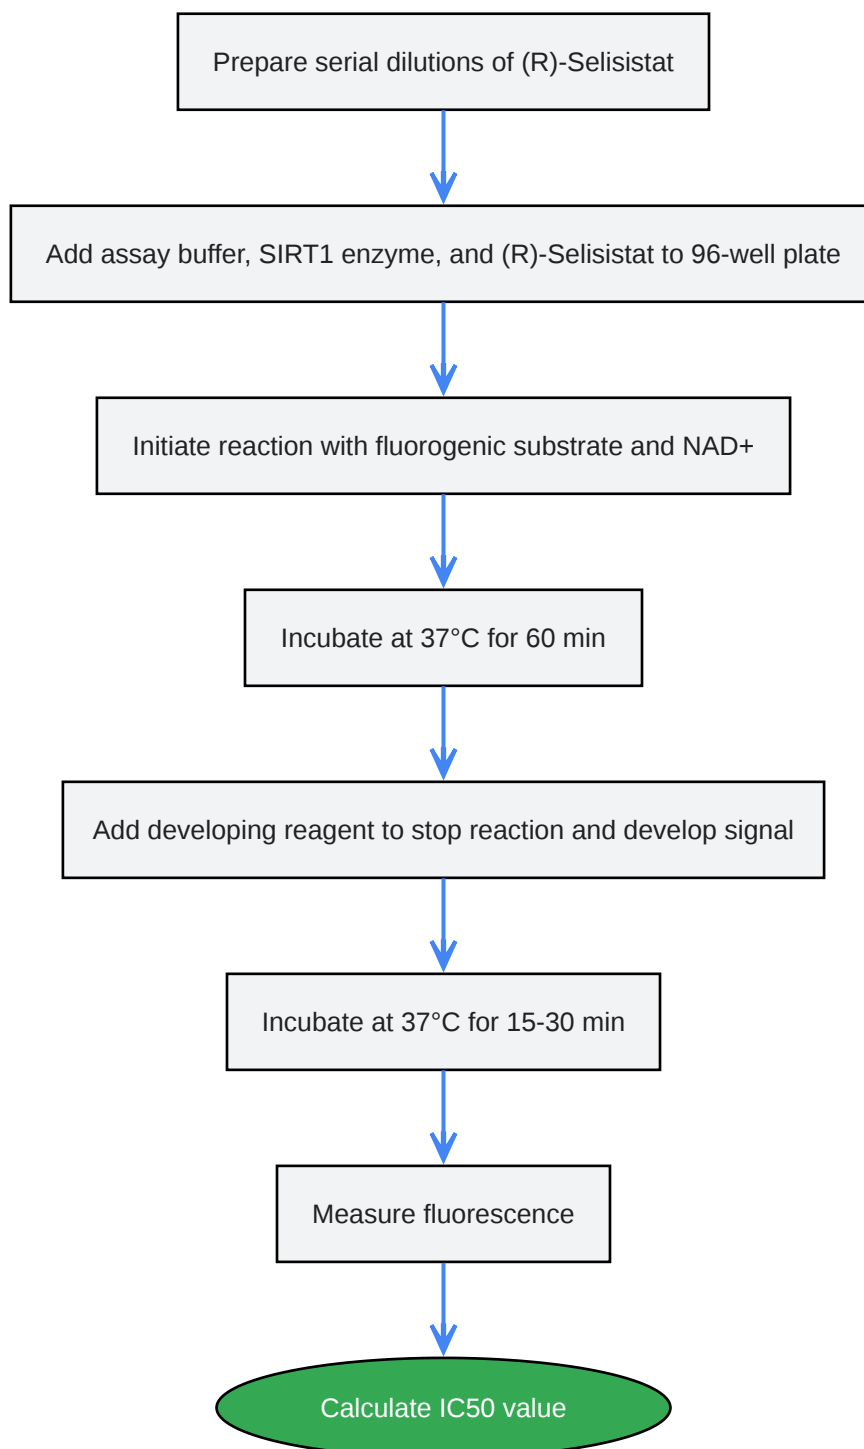 Prepare serial dilutions of (R)-Selisistat
Add assay buffer, SIRT1 enzyme, and (R)-Selisistat to 96-well plate
Initiate reaction with fluorogenic substrate and NAD+
Incubate at 37°C for 60 min
Add developing reagent to stop reaction and develop signal
Incubate at 37°C for 15-30 min
Measure fluorescence
Calculate IC50 value